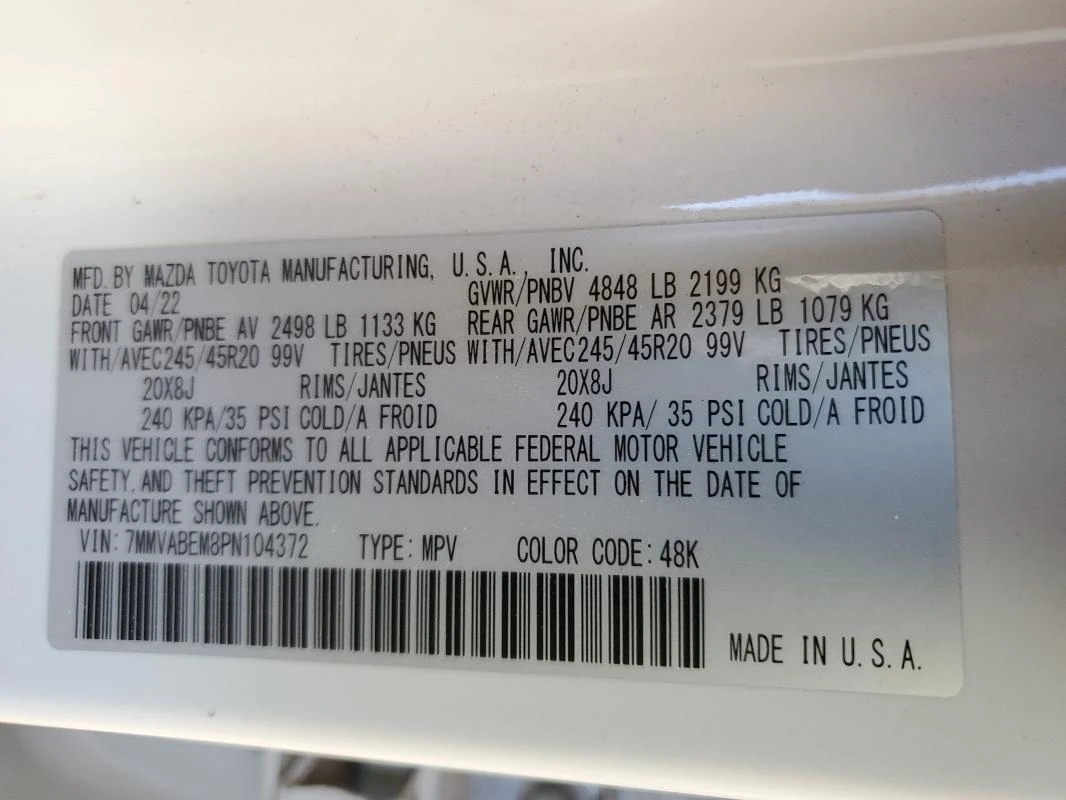 MFD. BY MAZDA TOYOTA MANUFACTURING, U.S.A., INC.
DATE 04/22 GVWR/PNBV 4848 LB 2199 KG
FRONT GAWR/PNBE AV 2498 LB 1133 KG REAR GAWR/PNBE AR 2379 LB 1079 KG
WITH/AVEC245/45R20 99V TIRES/PNEUS WITH/AVEC245/45R20 99V TIRES/PNEUS
20X8J RIMS/JANTES 20X8J RIMS/JANTES
240 KPA/35 PSI COLD/A FROID 240 KPA/ 35 PSI COLD/A FROID
THIS VEHICLE CONFORMS TO ALL APPLICABLE FEDERAL MOTOR VEHICLE
SAFETY, AND THEFT PREVENTION STANDARDS IN EFFECT ON THE DATE OF
MANUFACTURE SHOWN ABOVE.
VIN: 7MMVABEM8PN104372 TYPE: MPV COLOR CODE: 48K
MADE IN U.S.A.